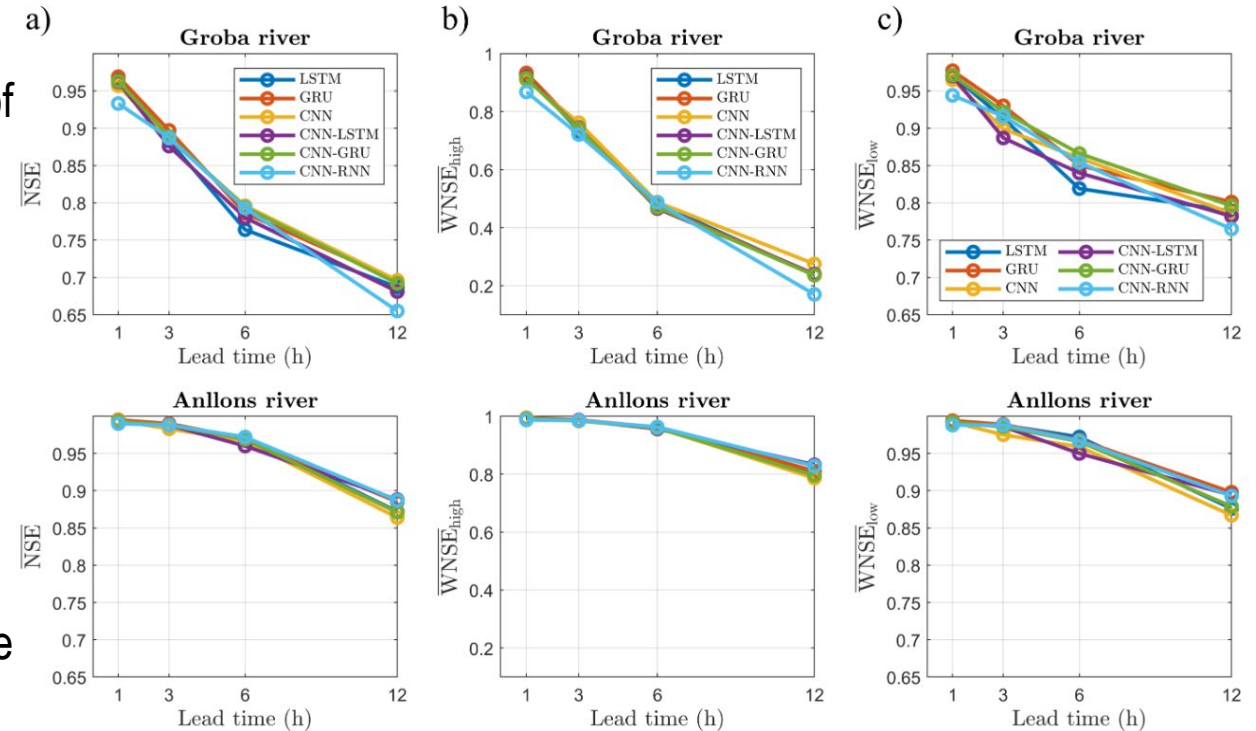 of
e
a)
Groba river
0.95
0.9
0.85
0.8
0.75
0.7
0.65
NSE
LSTM
GRU
CNN
CNN-LSTM
CNN-GRU
CNN-RNN
1 3 6 12
Lead time (h)
b)
Groba river
1
0.8
0.6
0.4
0.2
WNSEhigh
LSTM
GRU
CNN
CNN-LSTM
CNN-GRU
CNN-RNN
1 3 6 12
Lead time (h)
c)
Groba river
0.95
0.9
0.85
0.8
0.75
0.7
0.65
WNSElow
LSTM CNN-LSTM
GRU CNN-GRU
CNN CNN-RNN
1 3 6 12
Lead time (h)
Anllons river
0.95
0.9
0.85
0.8
0.75
0.7
0.65
NSE
1 3 6 12
Lead time (h)
Anllons river
1
0.8
0.6
0.4
0.2
WNSEhigh
1 3 6 12
Lead time (h)
Anllons river
0.95
0.9
0.85
0.8
0.75
0.7
0.65
WNSElow
1 3 6 12
Lead time (h)